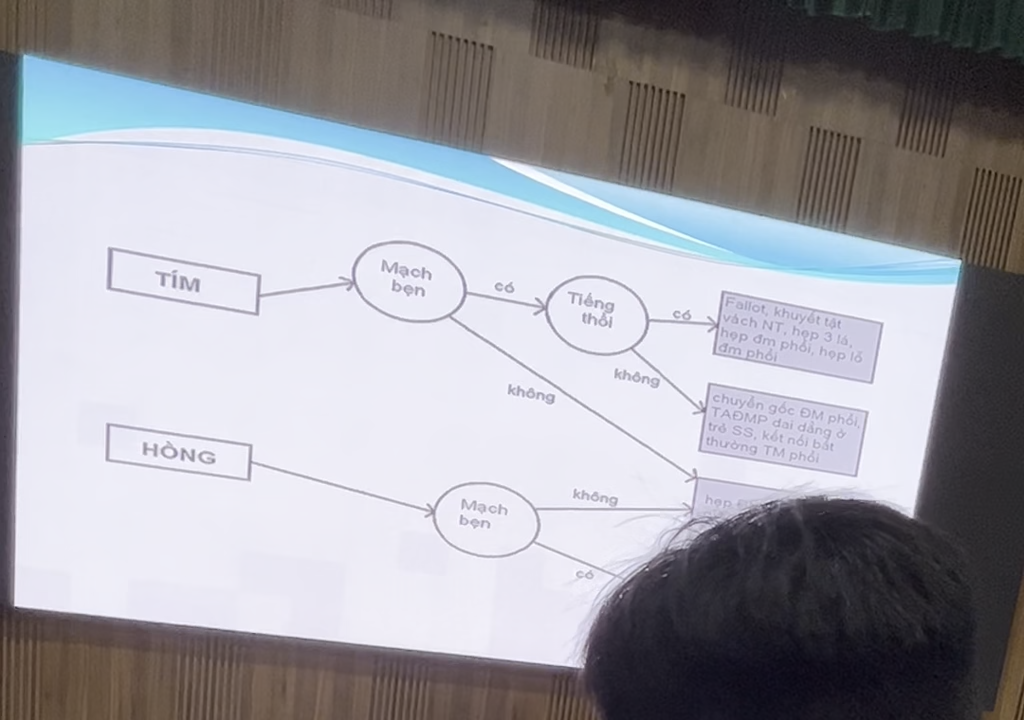 TÍM
Mạch
bẹn
có
Tiếng
thổi
có
Fallot, khuyết tật
vách NT, hẹp 3 lá,
hẹp đm phổi, hẹp lỗ
đm phổi
không
không
chuyển gốc ĐM phổi,
TAĐMP dai dẳng ở
trẻ SS, kết nối bất
thường TM phổi
HỒNG
Mạch
bẹn
không
hẹp
có